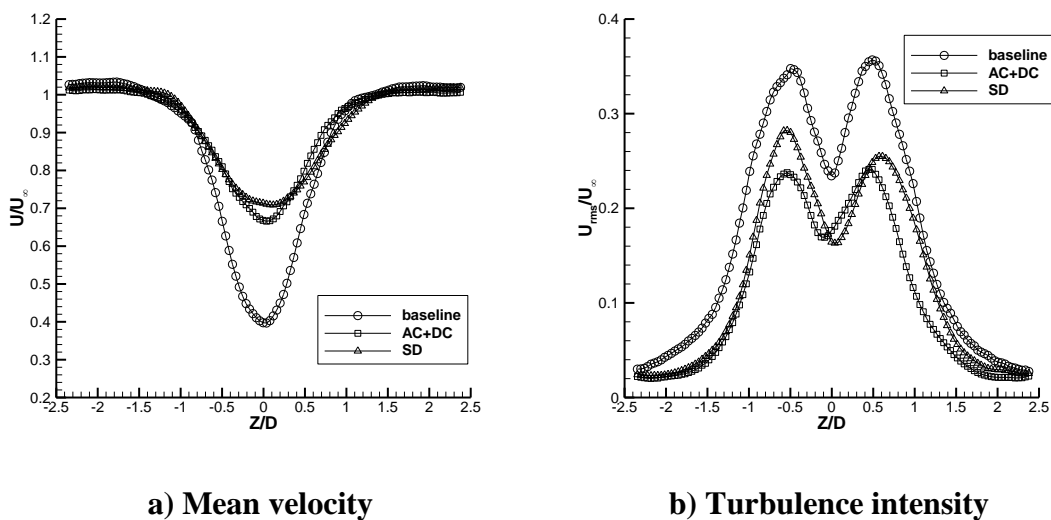 1.2
1.1
1
0.9
0.8
0.7
0.6
0.5
0.4
0.3
0.2
U/U∞
-2.5 -2 -1.5 -1 -0.5 0 0.5 1 1.5 2 2.5
Z/D
baseline
AC+DC
SD
a) Mean velocity
0.4
0.3
0.2
0.1
0
Urms/U∞
-2.5 -2 -1.5 -1 -0.5 0 0.5 1 1.5 2 2.5
Z/D
baseline
AC+DC
SD
b) Turbulence intensity